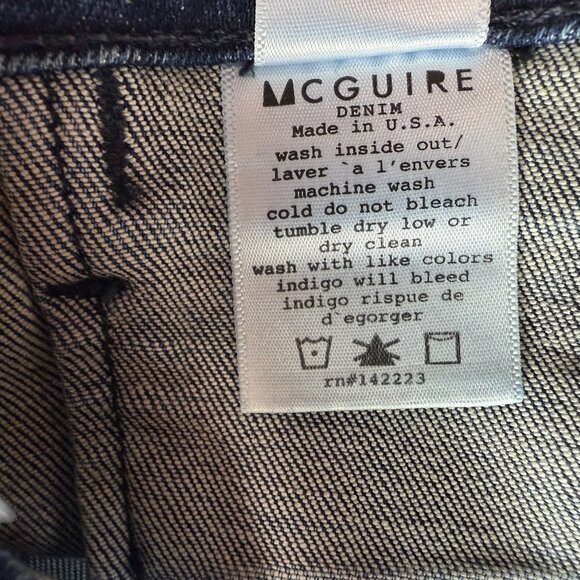 MCGUIRE
DENIM
Made in U.S.A.
wash inside out/
laver `a l'envers
machine wash
cold do not bleach
tumble dry low or
dry clean
wash with like colors
indigo will bleed
indigo rispue de
d`egorger
rn#142223